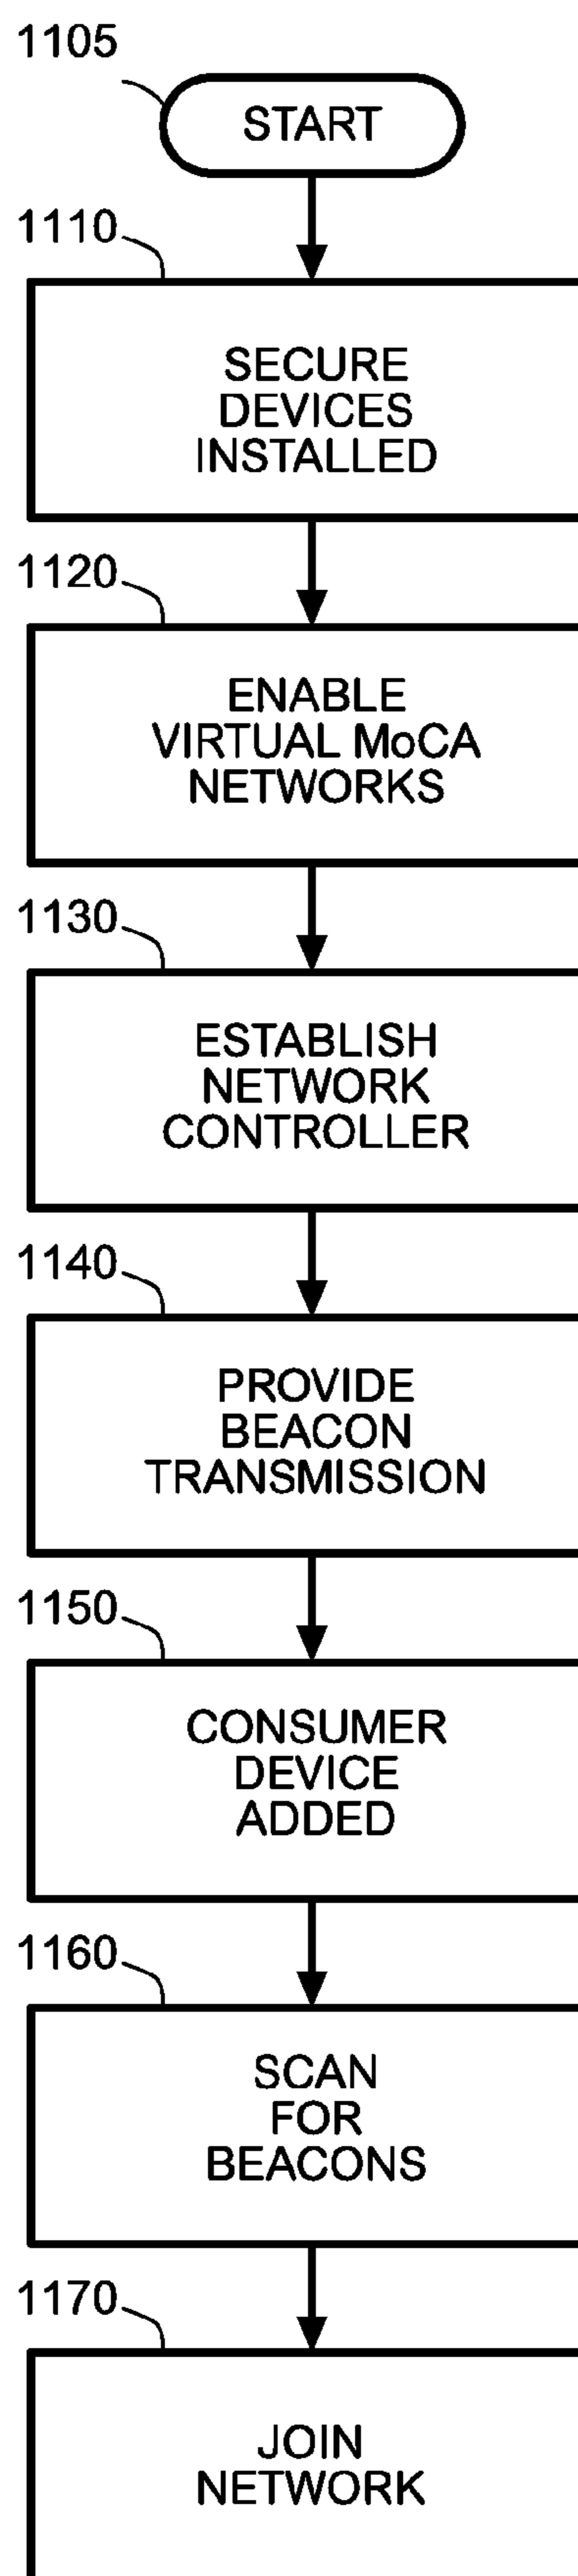 1105
START
1110
SECURE
DEVICES
INSTALLED
1120
ENABLE
VIRTUAL MoCA
NETWORKS
1130
ESTABLISH
NETWORK
CONTROLLER
1140
PROVIDE
BEACON
TRANSMISSION
1150
CONSUMER
DEVICE
ADDED
1160
SCAN
FOR
BEACONS
1170
JOIN
NETWORK